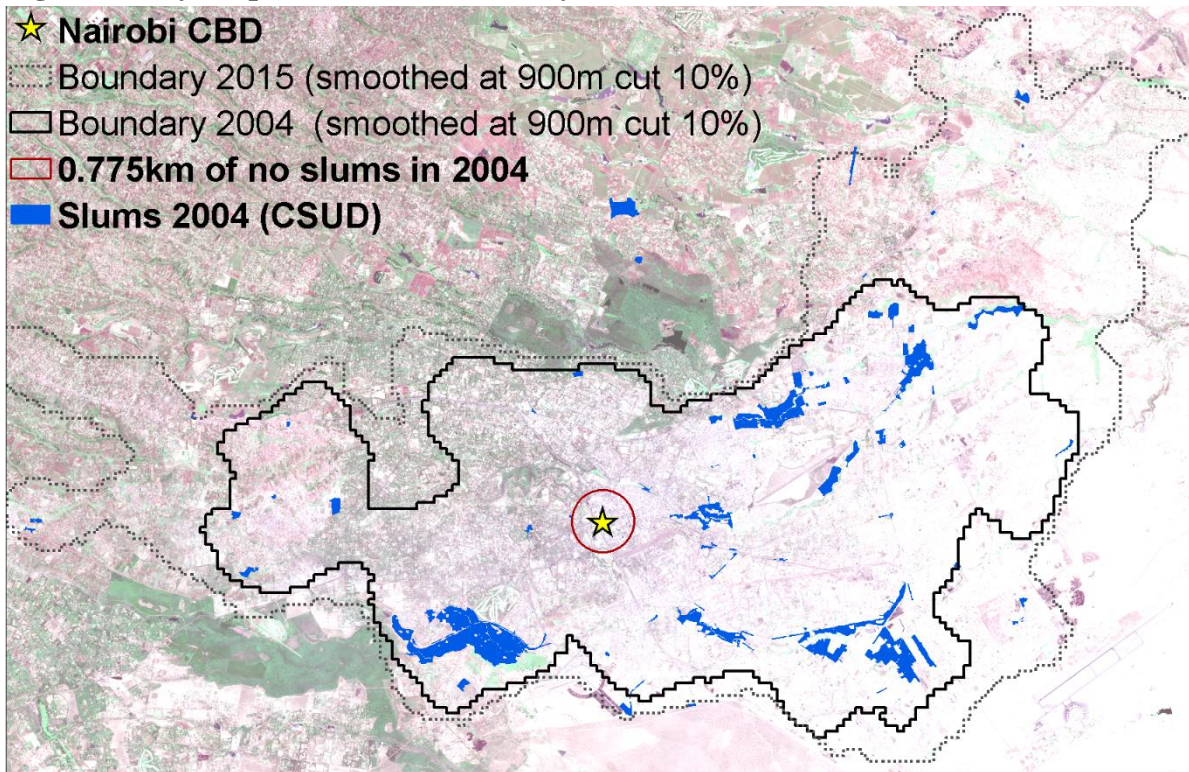 Nairobi CBD
Boundary 2015 (smoothed at 900m cut 10%)
Boundary 2004 (smoothed at 900m cut 10%)
0.775km of no slums in 2004
Slums 2004 (CSUD)